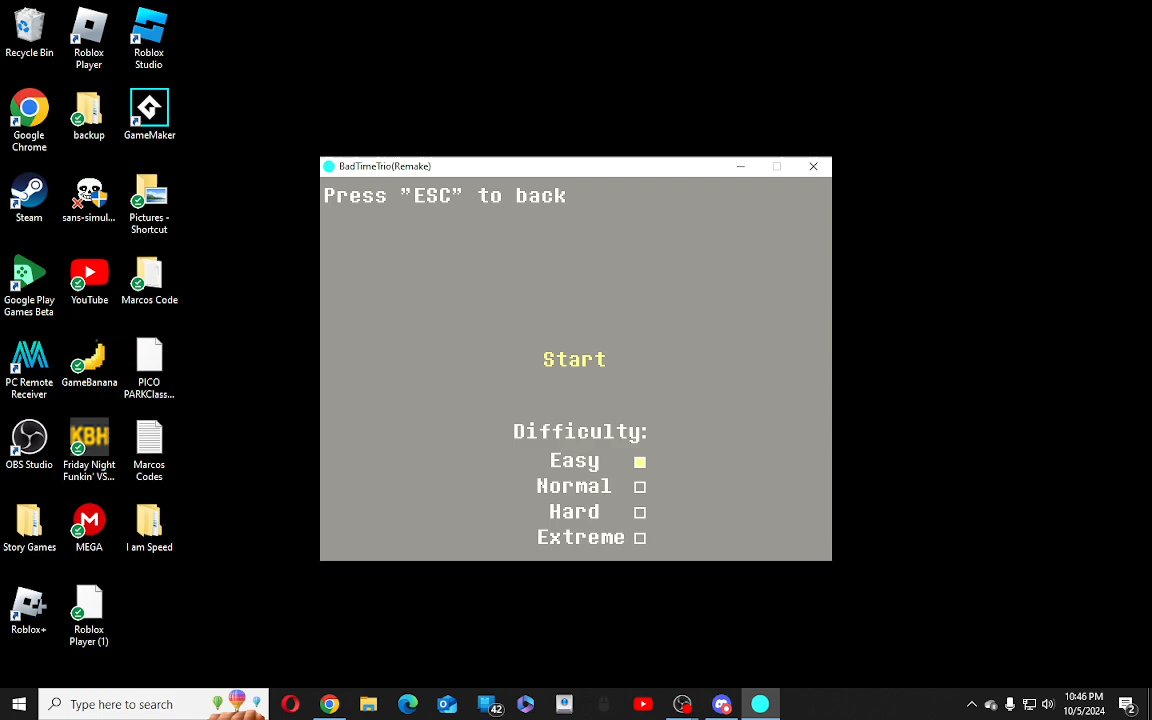 Recycle Bin
Roblox Player
Roblox Studio
Google Chrome
backup
GameMaker
Steam
sans-simul...
Pictures - Shortcut
Google Play Games Beta
YouTube
Marcos Code
PC Remote Receiver
GameBanana
PICO PARKClass...
OBS Studio
KBH
Friday Night Funkin' VS...
Marcos Codes
Story Games
MEGA
I am Speed
Roblox+
Roblox Player (1)
BadTimeTrio(Remake)
Press "ESC" to back
Start
Difficulty:
Easy
Normal
Hard
Extreme
Type here to search
42
10:46 PM
10/5/2024
2